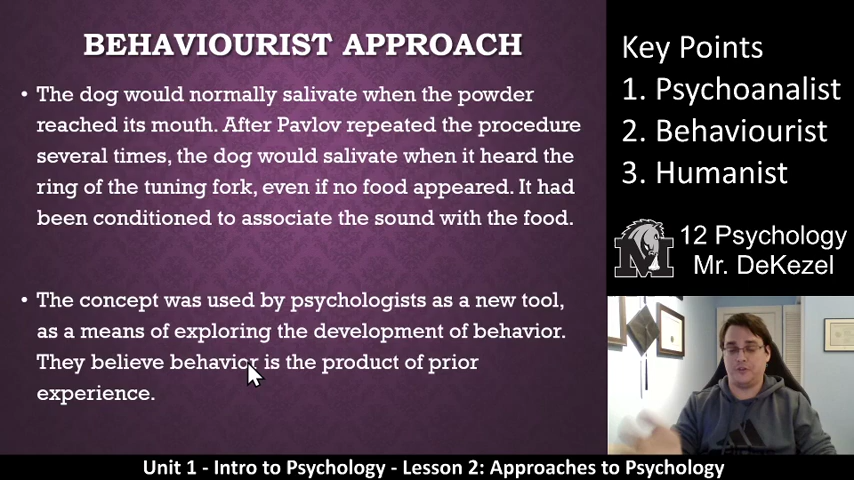 BEHAVIOURIST APPROACH
• The dog would normally salivate when the powder
reached its mouth. After Pavlov repeated the procedure
several times, the dog would salivate when it heard the
ring of the tuning fork, even if no food appeared. It had
been conditioned to associate the sound with the food.
• The concept was used by psychologists as a new tool,
as a means of exploring the development of behavior.
They believe behavior is the product of prior
experience.
Key Points
1. Psychoanalist
2. Behaviourist
3. Humanist
M
12 Psychology
Mr. DeKezel
Unit 1 - Intro to Psychology - Lesson 2: Approaches to Psychology